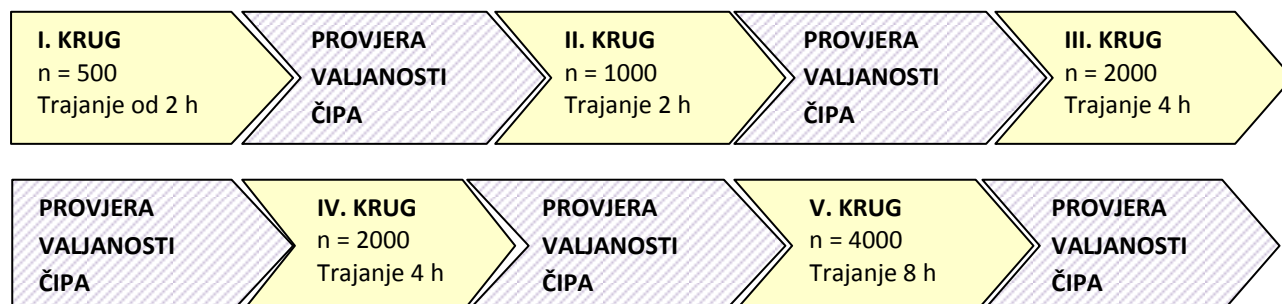 I. KRUG
n = 500
Trajanje od 2 h
PROVJERA
VALJANOSTI
ČIPA
II. KRUG
n = 1000
Trajanje 2 h
PROVJERA
VALJANOSTI
ČIPA
III. KRUG
n = 2000
Trajanje 4 h
PROVJERA
VALJANOSTI
ČIPA
IV. KRUG
n = 2000
Trajanje 4 h
PROVJERA
VALJANOSTI
ČIPA
V. KRUG
n = 4000
Trajanje 8 h
PROVJERA
VALJANOSTI
ČIPA